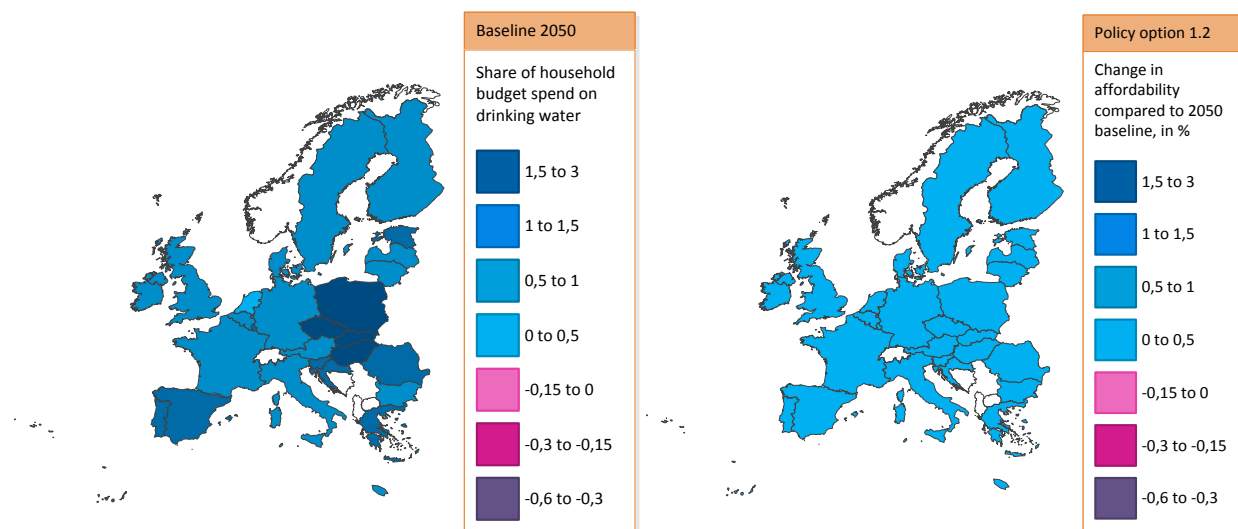 Baseline 2050
Share of household
budget spend on
drinking water
1,5 to 3
1 to 1,5
0,5 to 1
0 to 0,5
-0,15 to 0
-0,3 to -0,15
-0,6 to -0,3
Policy option 1.2
Change in
affordability
compared to 2050
baseline, in %
1,5 to 3
1 to 1,5
0,5 to 1
0 to 0,5
-0,15 to 0
-0,3 to -0,15
-0,6 to -0,3